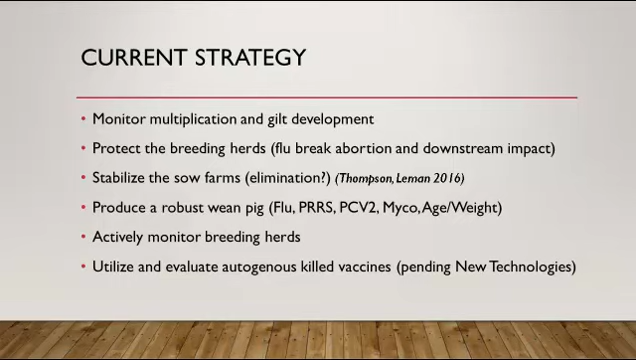 CURRENT STRATEGY
• Monitor multiplication and gilt development
• Protect the breeding herds (flu break abortion and downstream impact)
• Stabilize the sow farms (elimination?) (Thompson, Leman 2016)
• Produce a robust wean pig (Flu, PRRS, PCV2, Myco, Age/Weight)
• Actively monitor breeding herds
• Utilize and evaluate autogenous killed vaccines (pending New Technologies)